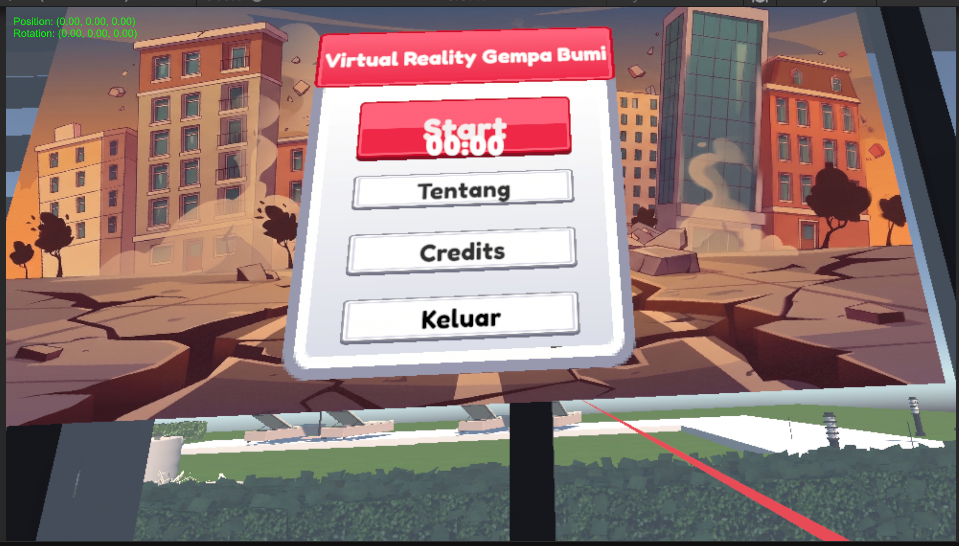 Position: (0.00, 0.00, 0.00)
Rotation: (0.00, 0.00, 0.00)
Virtual Reality Gempa Bumi
Start
00:00
Tentang
Credits
Keluar